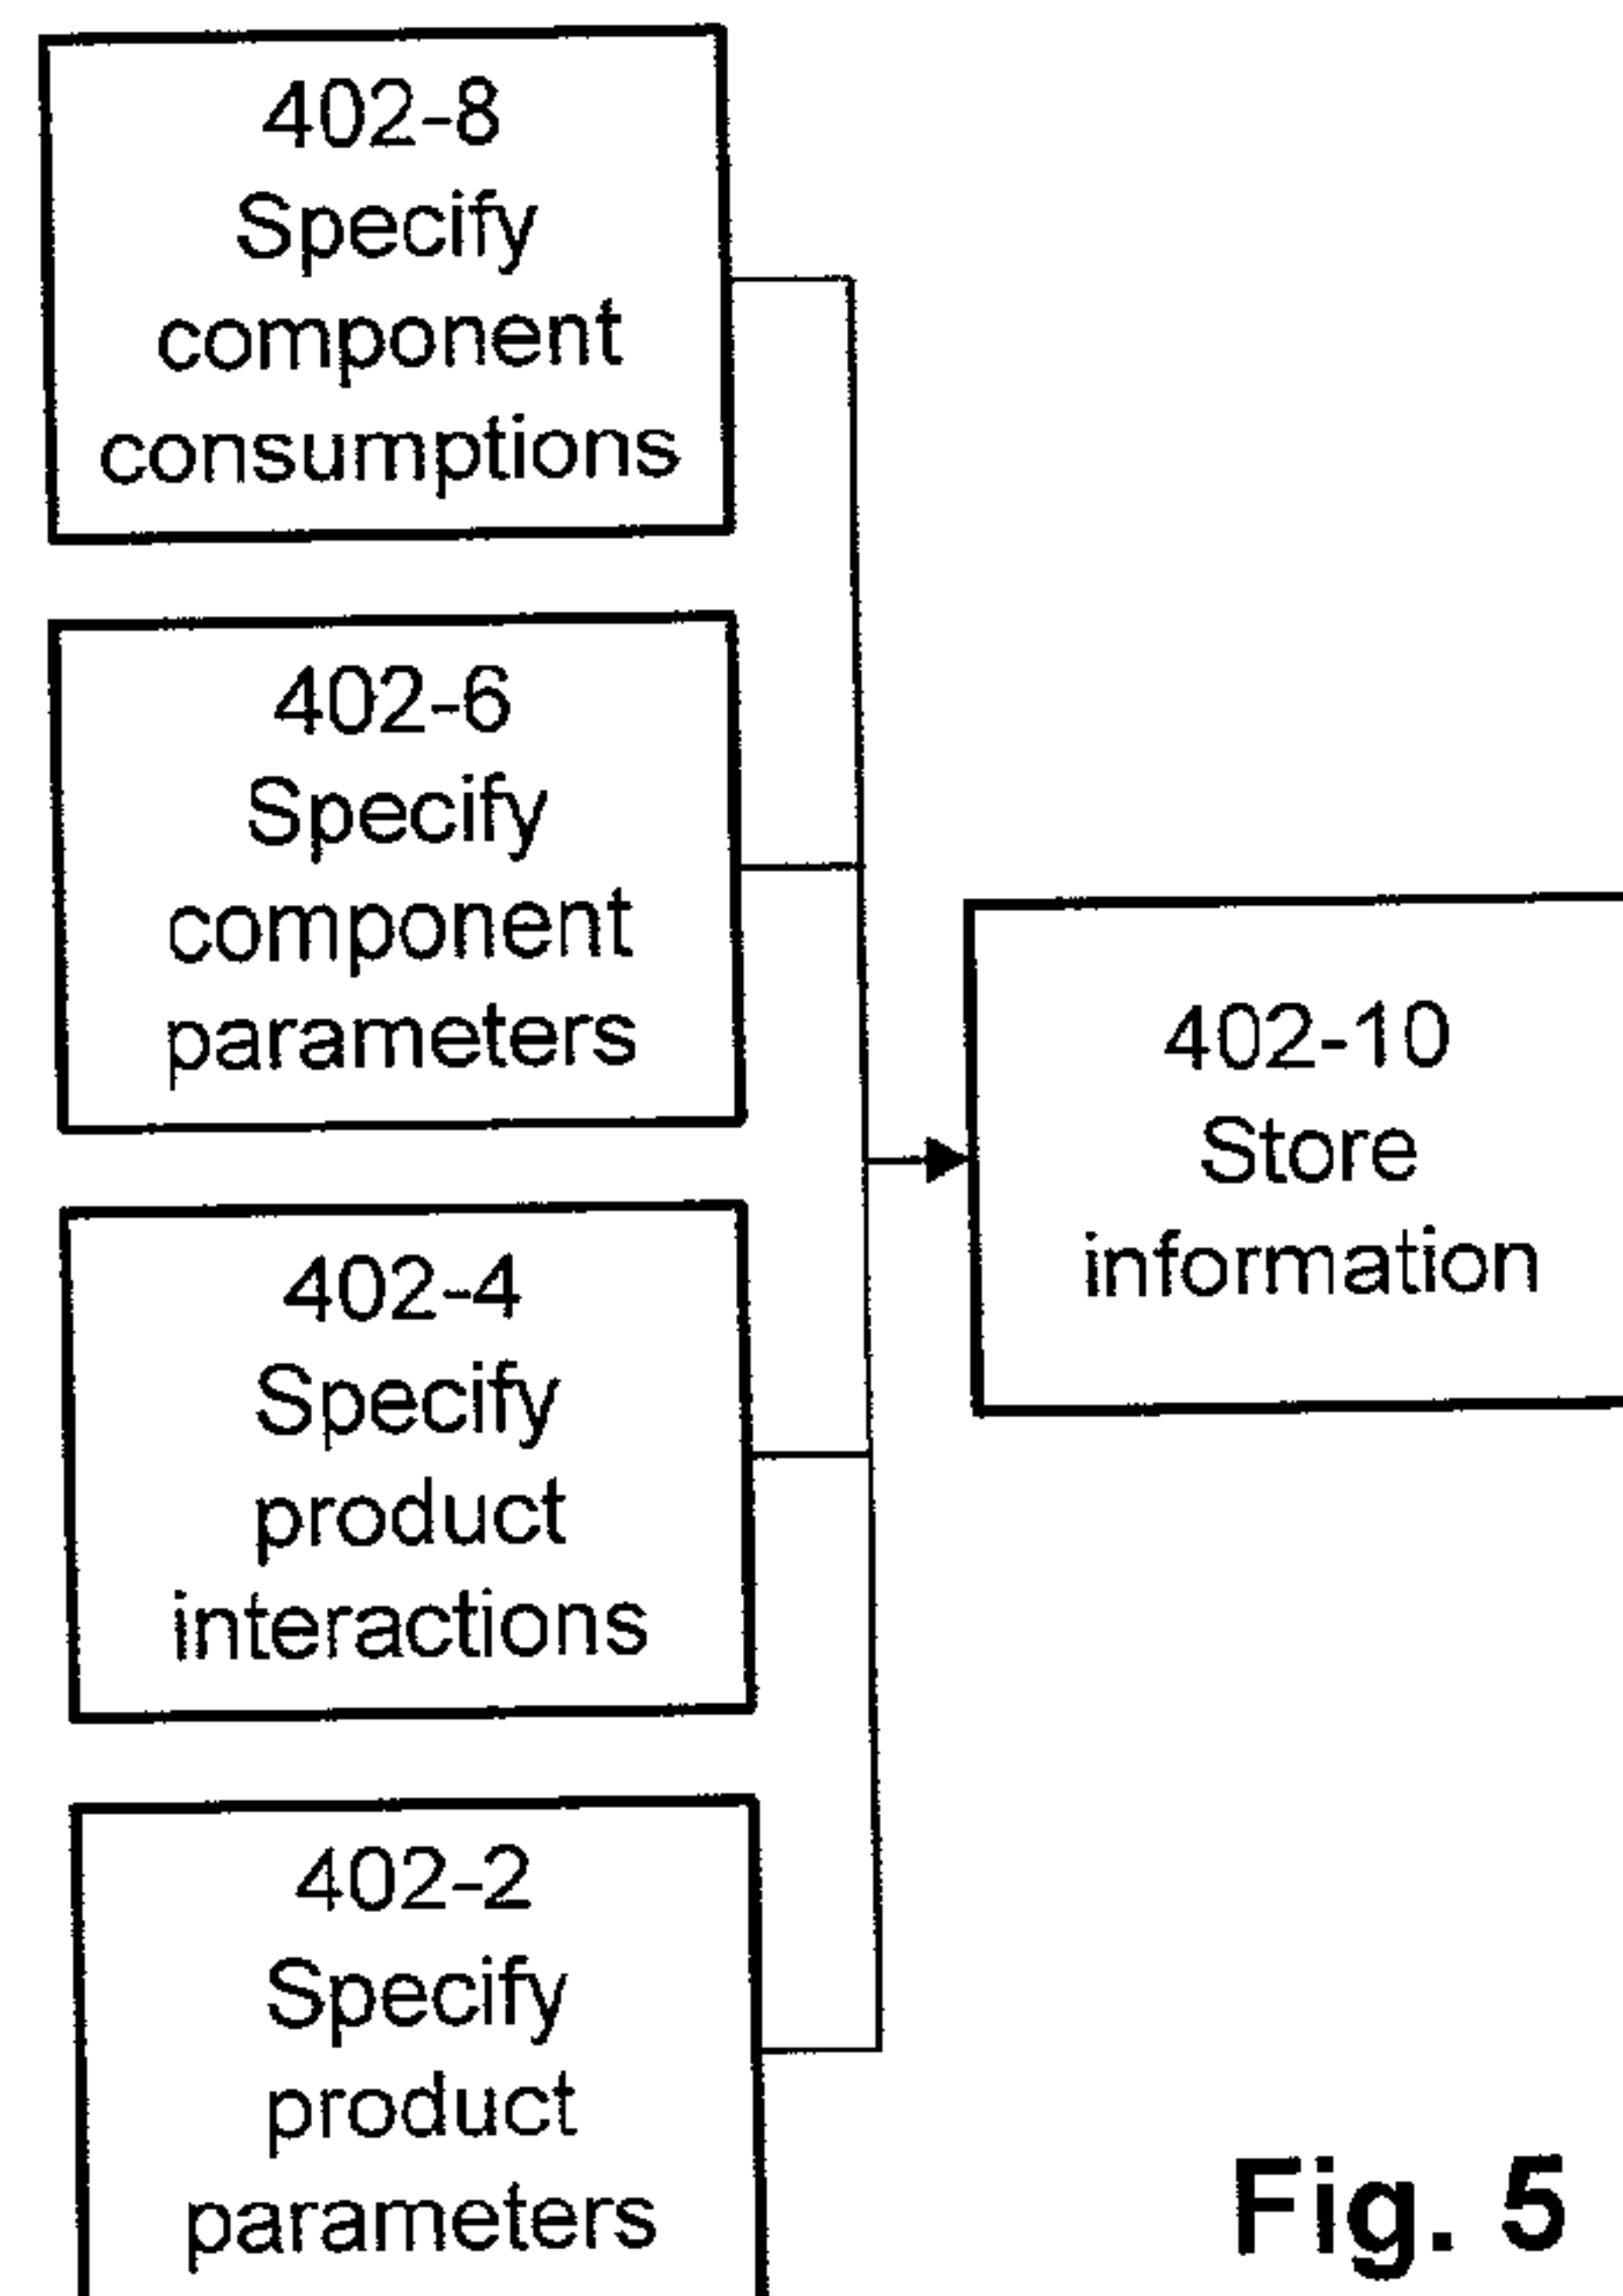 402-8
Specify
component
consumptions
402-6
Specify
component
parameters
402-10
Store
information
402-4
Specify
product
interactions
402-2
Specify
product
parameters
Fig. 5